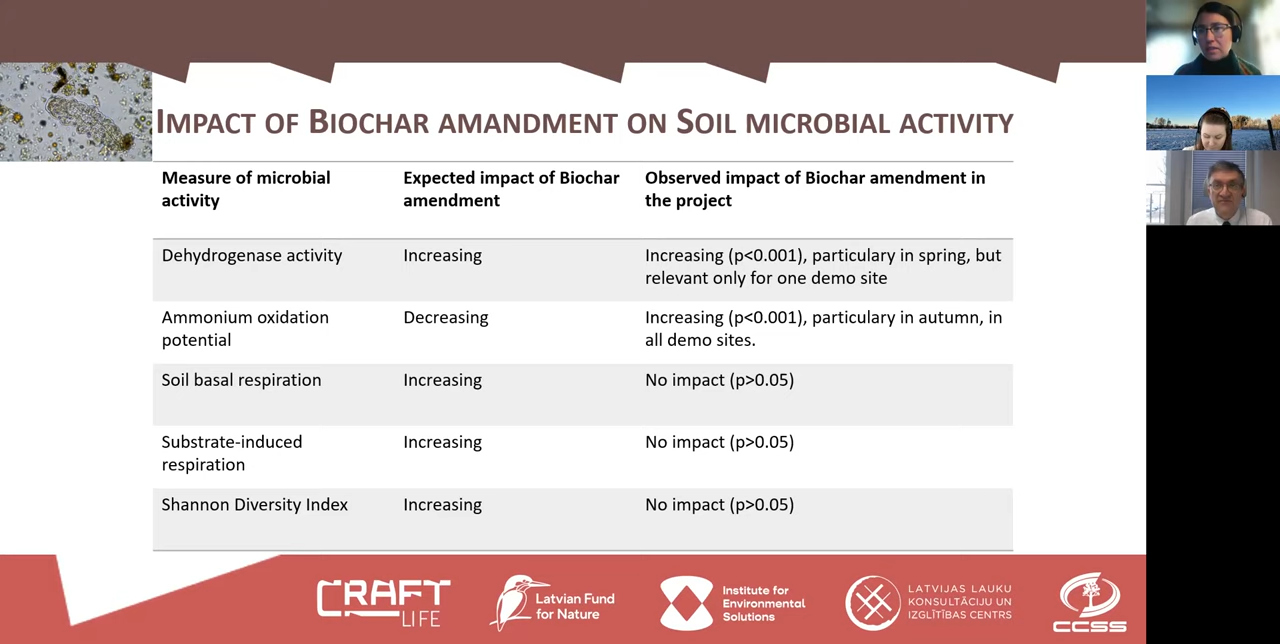 IMPACT OF BIOCHAR AMANDMENT ON SOIL MICROBIAL ACTIVITY
Measure of microbial
activity
Expected impact of Biochar
amendment
Observed impact of Biochar amendment in
the project
Dehydrogenase activity
Increasing
Increasing (p<0.001), particulary in spring, but
relevant only for one demo site
Ammonium oxidation
potential
Decreasing
Increasing (p<0.001), particulary in autumn, in
all demo sites.
Soil basal respiration
Increasing
No impact (p>0.05)
Substrate-induced
respiration
Increasing
No impact (p>0.05)
Shannon Diversity Index
Increasing
No impact (p>0.05)
CRAFT
LIFE
Latvian Fund
for Nature
Institute for
Environmental
Solutions
LATVIJAS LAUKU
KONSULTĀCIJU UN
IZGLĪTĪBAS CENTRS
CCSS